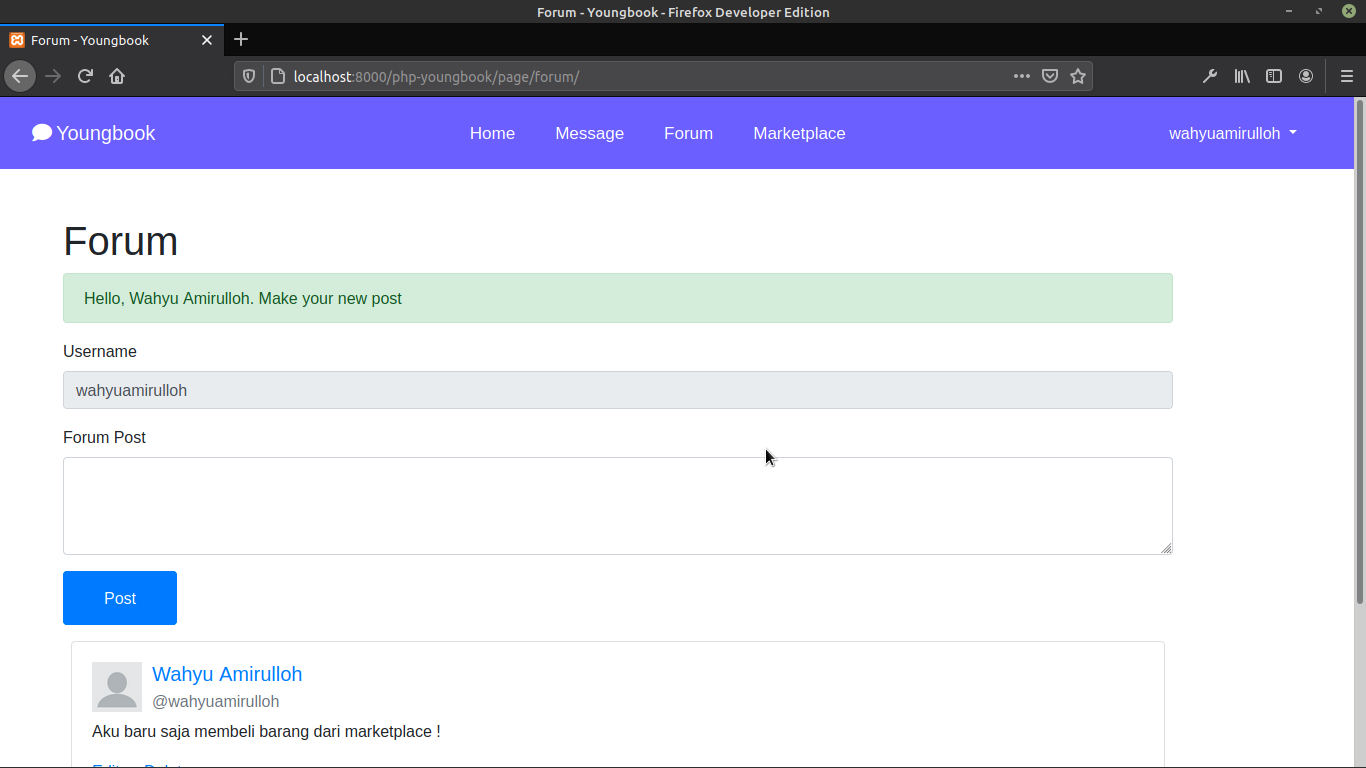 Forum - Youngbook - Firefox Developer Edition
Forum - Youngbook
localhost:8000/php-youngbook/page/forum/
Youngbook Home Message Forum Marketplace wahyuamirulloh
Forum
Hello, Wahyu Amirulloh. Make your new post
Username
wahyuamirulloh
Forum Post
Post
Wahyu Amirulloh
@wahyuamirulloh
Aku baru saja membeli barang dari marketplace !